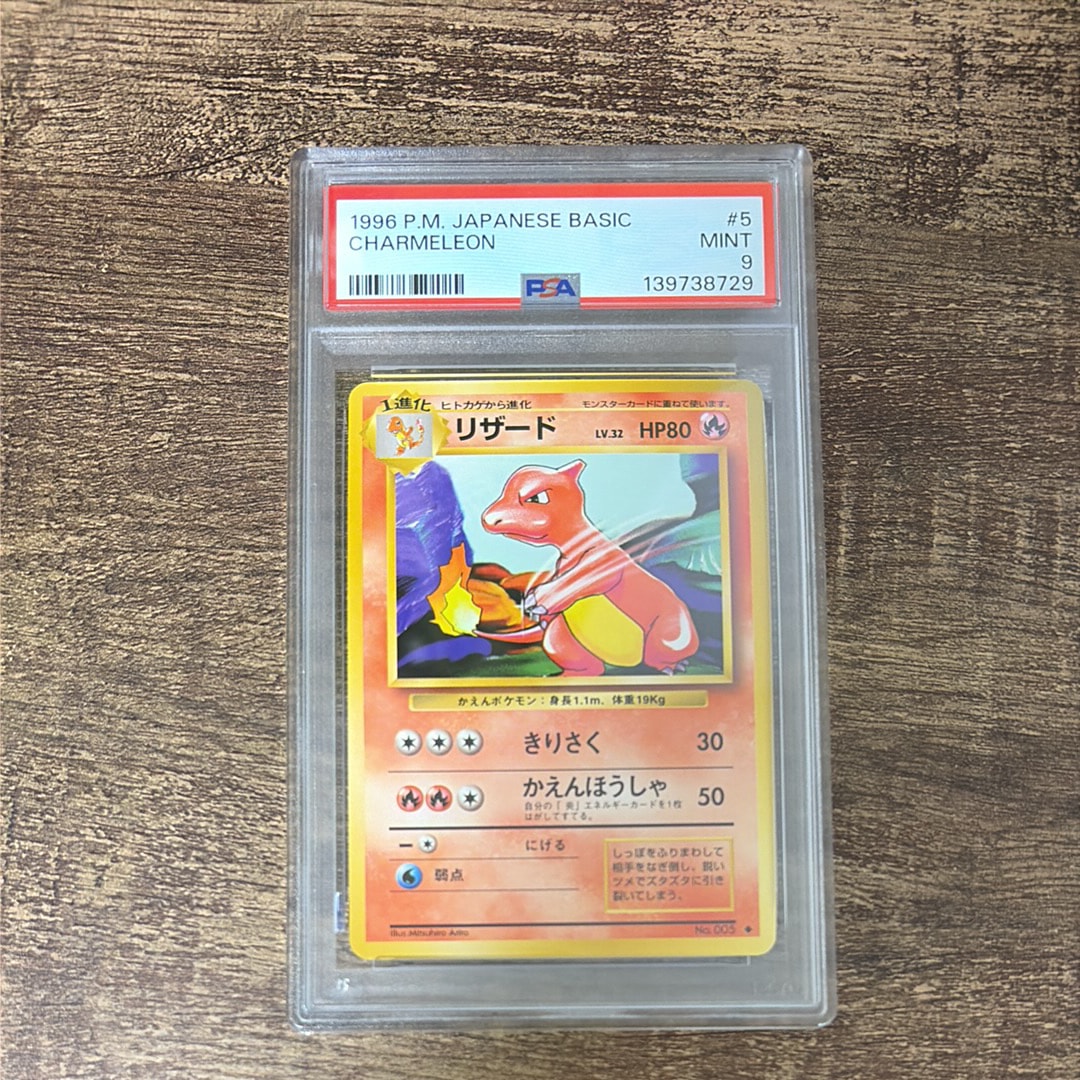 1996 P.M. JAPANESE BASIC #5
CHARMELEON MINT
9
PSA 139738729
1進化 ヒトカゲから進化 モンスターカードに重ねて使います。
リザード LV.32 HP80
かえんポケモン：身長1.1m、体重19Kg
きりさく 30
かえんほうしゃ 50
自分の「炎」エネルギーカードを1枚
はがしてすてる。
ー にげる
弱点
しっぽをふりまわして
相手をなぎ倒し、鋭い
ツメでズタズタに引き
裂いてしまう。
Illus. Mitsuhiro Arita No. 005 ◆